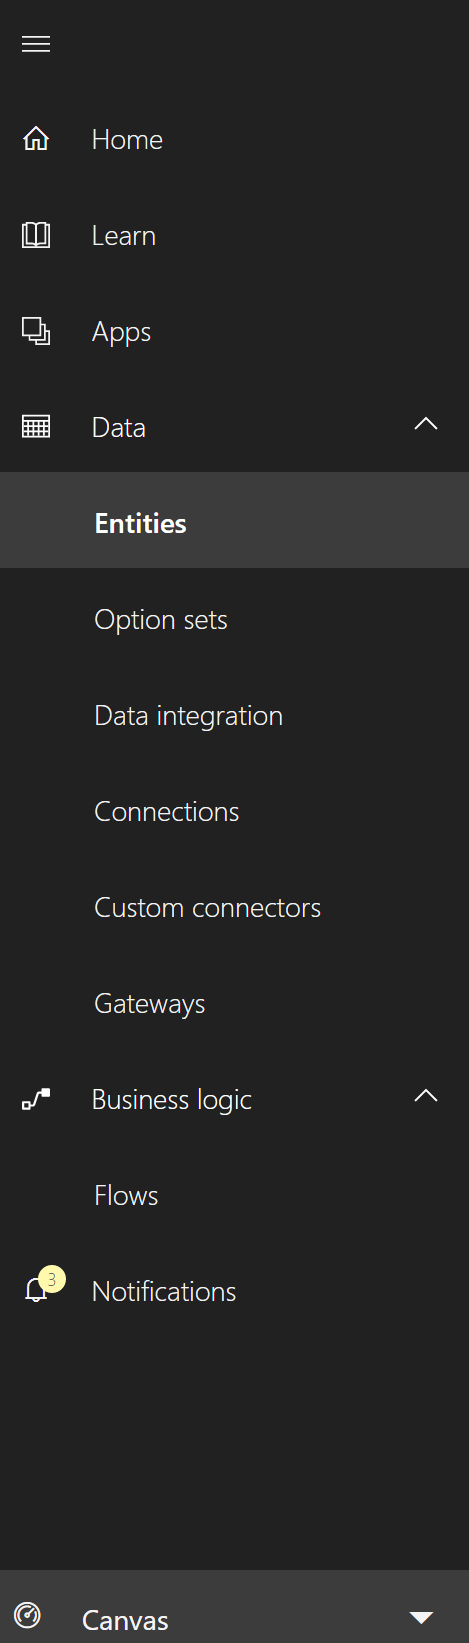 Home
Learn
Apps
Data
Entities
Option sets
Data integration
Connections
Custom connectors
Gateways
Business logic
Flows
3
Notifications
Canvas